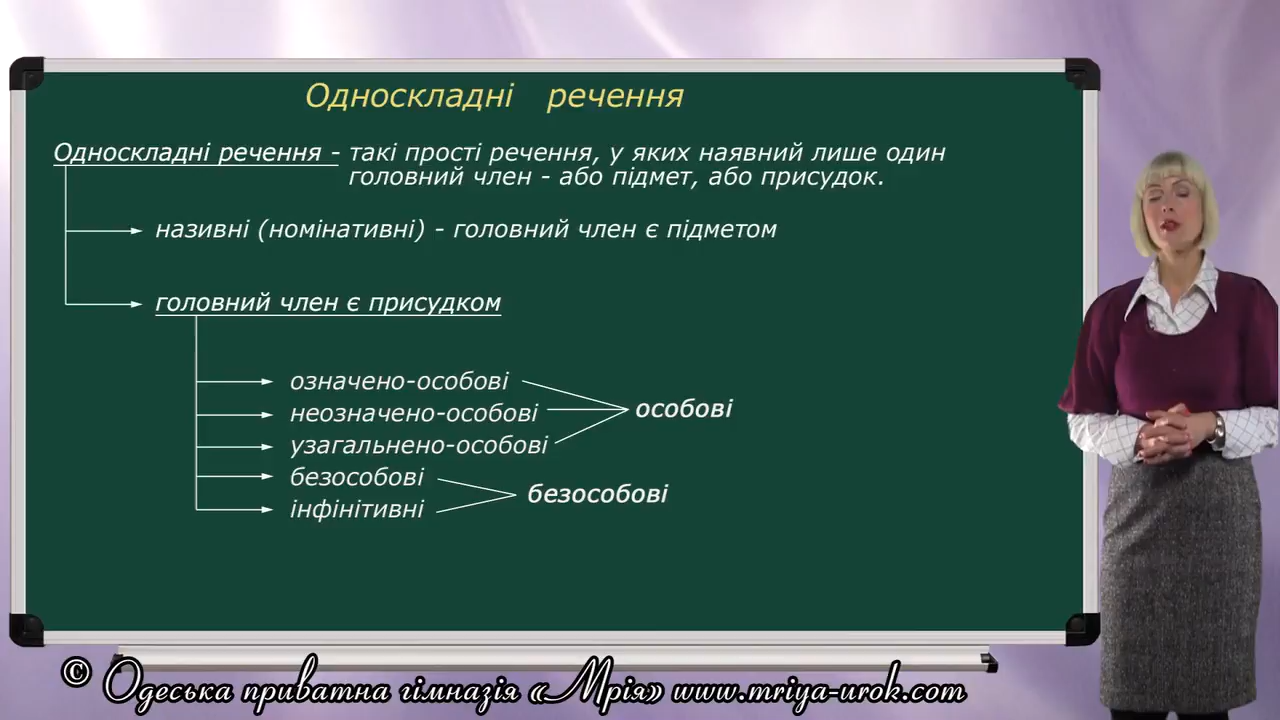 Односкладні речення
Односкладні речення - такі прості речення, у яких наявний лише один
головний член - або підмет, або присудок.
називні (номінативні) - головний член є підметом
головний член є присудком
означено-особові
неозначено-особові
особові
узагальнено-особові
безособові
безособові
інфінітивні
© Одеська приватна гімназія «Мрія» www.mriya-urok.com